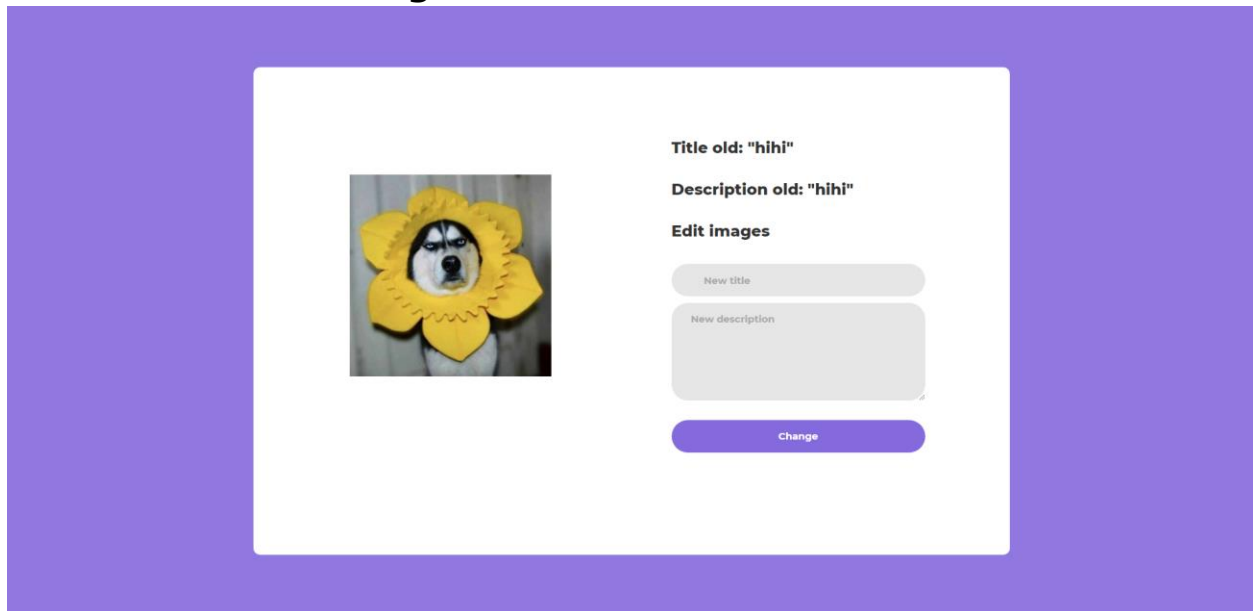 Title old: "hihi"
Description old: "hihi"
Edit images
New title
New description
Change